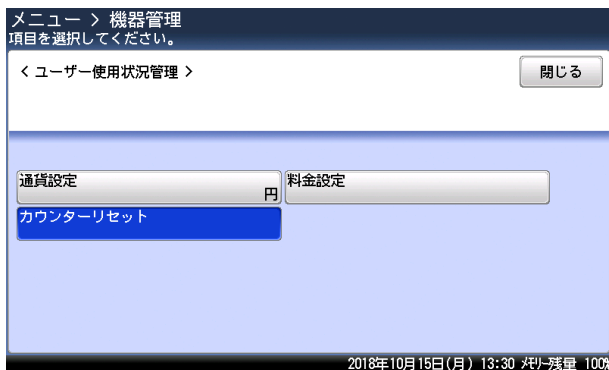 メニュー > 機器管理
項目を選択してください。
< ユーザー使用状況管理 >
閉じる
通貨設定
円
料金設定
カウンターリセット
2018年10月15日(月) 13:30 メモリー残量 100%